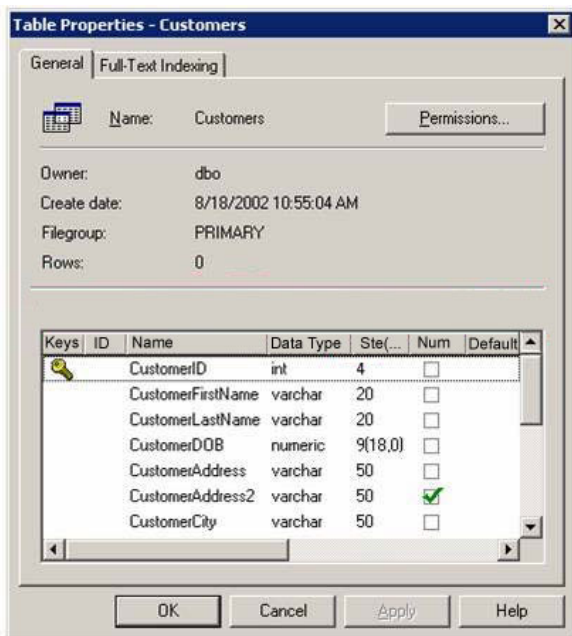 Table Properties - Customers
General Full-Text Indexing
Name: Customers Permissions...
Owner: dbo
Create date: 8/18/2002 10:55:04 AM
Filegroup: PRIMARY
Rows: 0
Keys ID Name Data Type Ste(... Num Default
CustomerID int 4
CustomerFirstName varchar 20
CustomerLastName varchar 20
CustomerDOB numeric 9(18,0)
CustomerAddress varchar 50
CustomerAddress2 varchar 50
CustomerCity varchar 50
OK Cancel Apply Help